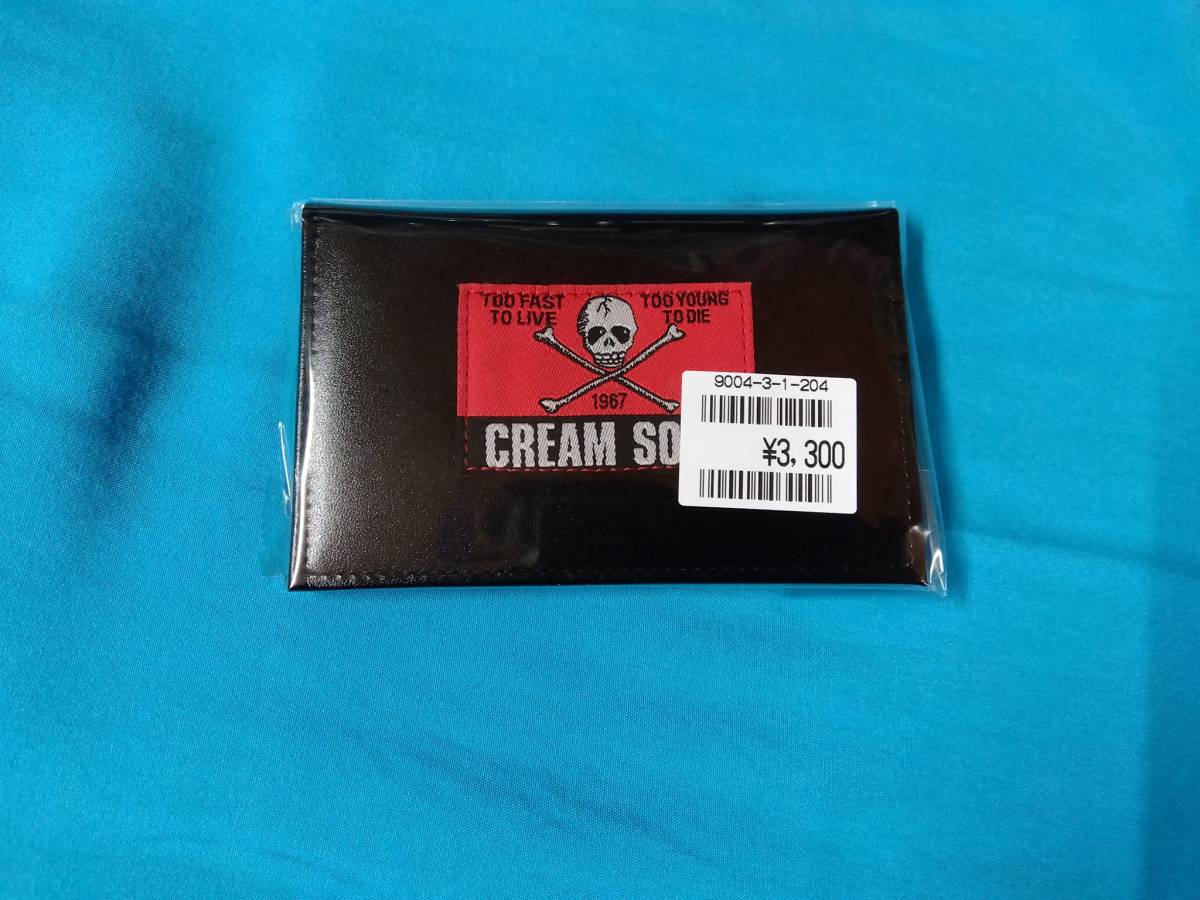 TOO FAST
TO LIVE
TOO YOUNG
TO DIE
1967
CREAM SO
9004-3-1-204
¥3,300